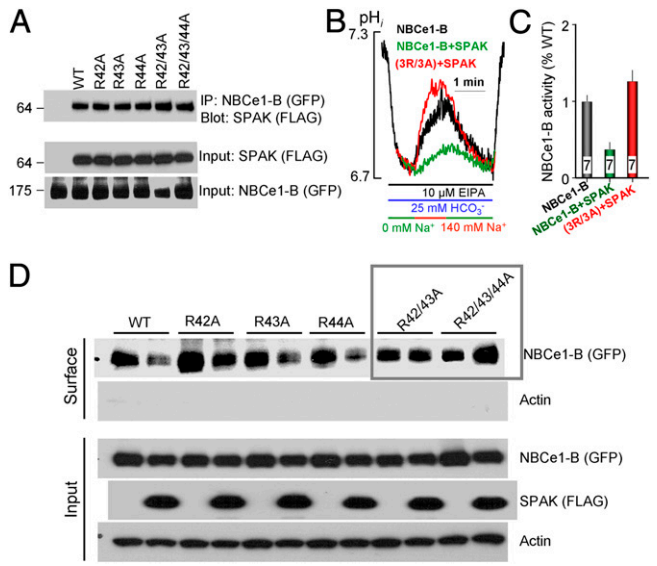 A
WT
R42A
R43A
R44A
R42/43A
R42/43/44A
64
IP: NBCe1-B (GFP)
Blot: SPAK (FLAG)
64
Input: SPAK (FLAG)
175
Input: NBCe1-B (GFP)
B
pHi
7.3
NBCe1-B
NBCe1-B+SPAK
(3R/3A)+SPAK
1 min
6.7
10 µM EIPA
25 mM HCO3-
0 mM Na+
140 mM Na+
C
NBCe1-B activity (% WT)
1
0
7
7
7
NBCe1-B
NBCe1-B+SPAK
(3R/3A)+SPAK
D
WT
R42A
R43A
R44A
R42/43A
R42/43/44A
Surface
NBCe1-B (GFP)
Actin
Input
NBCe1-B (GFP)
SPAK (FLAG)
Actin